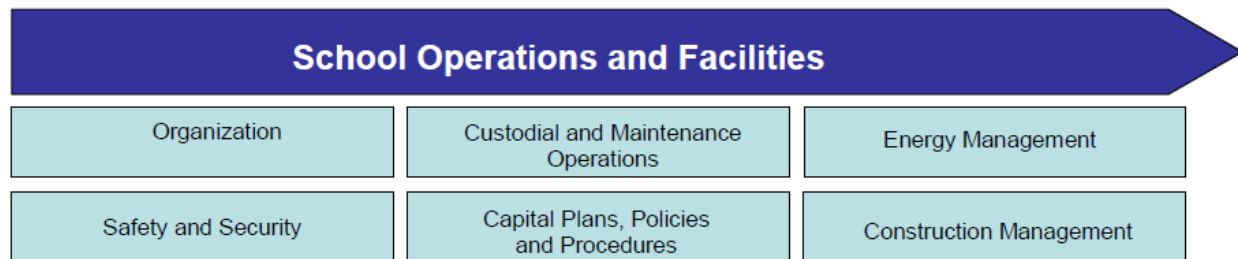 School Operations and Facilities
Organization
Custodial and Maintenance
Operations
Energy Management
Safety and Security
Capital Plans, Policies
and Procedures
Construction Management